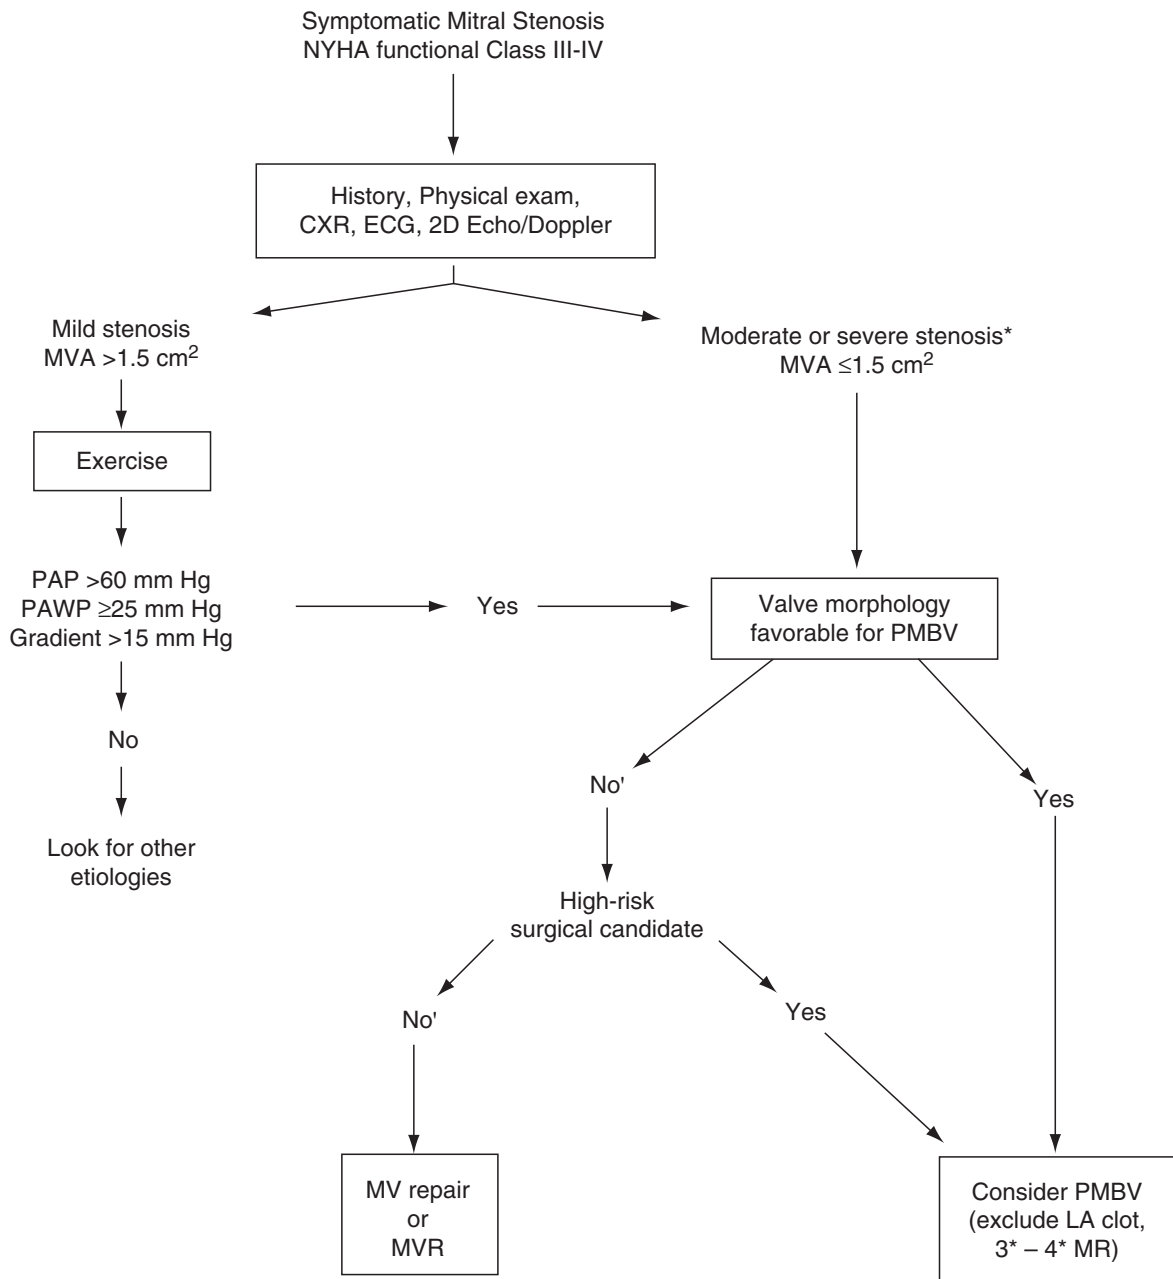 Symptomatic Mitral Stenosis
NYHA functional Class III-IV
History, Physical exam,
CXR, ECG, 2D Echo/Doppler
Mild stenosis
MVA >1.5 cm²
Moderate or severe stenosis*
MVA ≤1.5 cm²
Exercise
PAP >60 mm Hg
PAWP ≥25 mm Hg
Gradient >15 mm Hg
Yes
Valve morphology
favorable for PMBV
No
Look for other
etiologies
No'
Yes
High-risk
surgical candidate
No'
Yes
MV repair
or
MVR
Consider PMBV
(exclude LA clot,
3* – 4* MR)